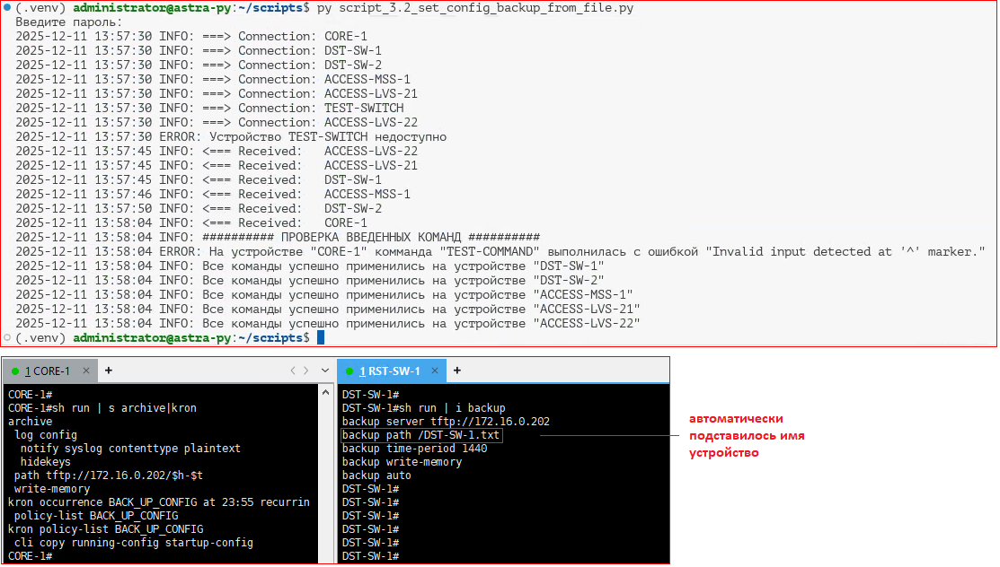 (.venv) administrator@astra-py:~/scripts$ py script_3.2_set_config_backup_from_file.py
Введите пароль:
2025-12-11 13:57:30 INFO: ===> Connection: CORE-1
2025-12-11 13:57:30 INFO: ===> Connection: DST-SW-1
2025-12-11 13:57:30 INFO: ===> Connection: DST-SW-2
2025-12-11 13:57:30 INFO: ===> Connection: ACCESS-MSS-1
2025-12-11 13:57:30 INFO: ===> Connection: ACCESS-LVS-21
2025-12-11 13:57:30 INFO: ===> Connection: TEST-SWITCH
2025-12-11 13:57:30 INFO: ===> Connection: ACCESS-LVS-22
2025-12-11 13:57:30 ERROR: Устройство TEST-SWITCH недоступно
2025-12-11 13:57:45 INFO: <=== Received:   ACCESS-LVS-22
2025-12-11 13:57:45 INFO: <=== Received:   ACCESS-LVS-21
2025-12-11 13:57:45 INFO: <=== Received:   DST-SW-1
2025-12-11 13:57:46 INFO: <=== Received:   ACCESS-MSS-1
2025-12-11 13:57:50 INFO: <=== Received:   DST-SW-2
2025-12-11 13:58:04 INFO: <=== Received:   CORE-1
2025-12-11 13:58:04 INFO: ########## ПРОВЕРКА ВВЕДЕННЫХ КОМАНД ##########
2025-12-11 13:58:04 ERROR: На устройстве "CORE-1" комманда "TEST-COMMAND" выполнилась с ошибкой "Invalid input detected at '^' marker."
2025-12-11 13:58:04 INFO: Все команды успешно применились на устройстве "DST-SW-1"
2025-12-11 13:58:04 INFO: Все команды успешно применились на устройстве "DST-SW-2"
2025-12-11 13:58:04 INFO: Все команды успешно применились на устройстве "ACCESS-MSS-1"
2025-12-11 13:58:04 INFO: Все команды успешно применились на устройстве "ACCESS-LVS-21"
2025-12-11 13:58:04 INFO: Все команды успешно применились на устройстве "ACCESS-LVS-22"
(.venv) administrator@astra-py:~/scripts$
1 CORE-1
CORE-1#
CORE-1#sh run | s archive|kron
archive
 log config
  notify syslog contenttype plaintext
  hidekeys
 path tftp://172.16.0.202/$h-$t
 write-memory
kron occurrence BACK_UP_CONFIG at 23:55 recurrin
 policy-list BACK_UP_CONFIG
kron policy-list BACK_UP_CONFIG
 cli copy running-config startup-config
CORE-1#
1 RST-SW-1
DST-SW-1#
DST-SW-1#sh run | i backup
backup server tftp://172.16.0.202
backup path /DST-SW-1.txt
backup time-period 1440
backup write-memory
backup auto
DST-SW-1#
DST-SW-1#
DST-SW-1#
DST-SW-1#
DST-SW-1#
DST-SW-1#
автоматически
подставилось имя
устройство